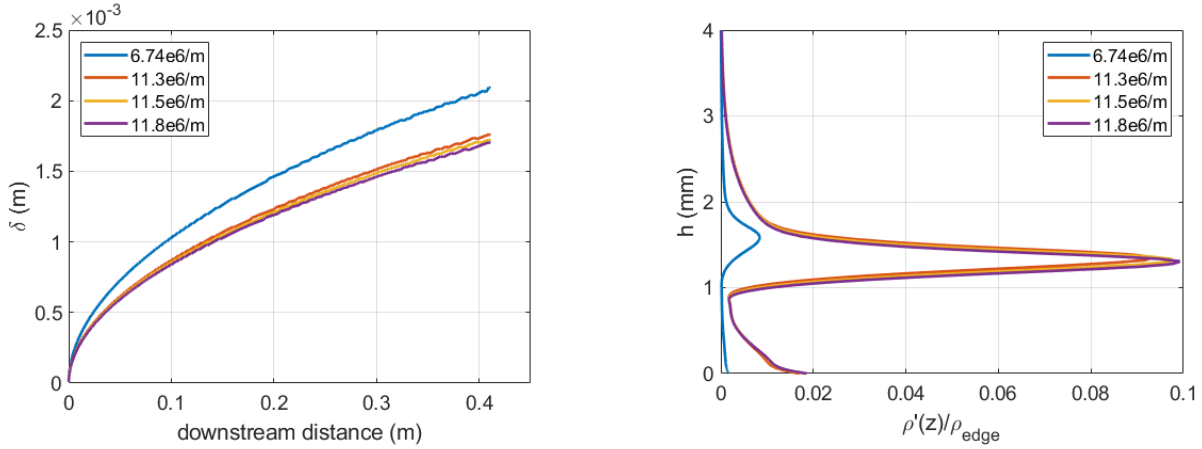 ×10⁻³
2.5
2
1.5
1
0.5
0
δ (m)
6.74e6/m
11.3e6/m
11.5e6/m
11.8e6/m
0 0.1 0.2 0.3 0.4
downstream distance (m)
4
3
2
1
0
h (mm)
6.74e6/m
11.3e6/m
11.5e6/m
11.8e6/m
0 0.02 0.04 0.06 0.08 0.1
ρ'(z)/ρ_edge